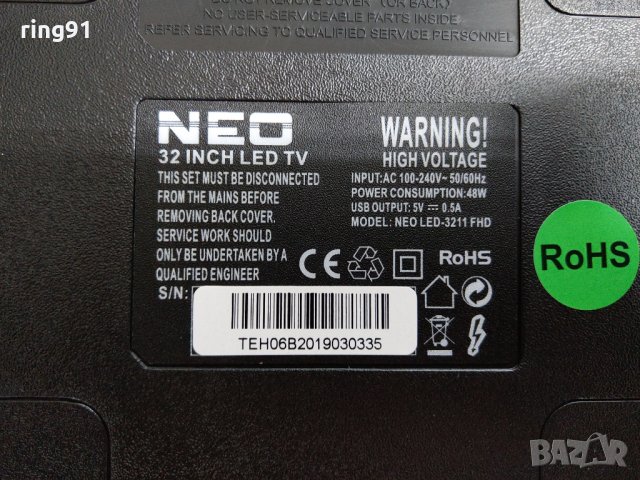 ring91
DO NOT REMOVE COVER (OR BACK)
NO USER-SERVICEABLE PARTS INSIDE
REFER SERVICING TO QUALIFIED SERVICE PERSONNEL
NEO
32 INCH LED TV
THIS SET MUST BE DISCONNECTED
FROM THE MAINS BEFORE
REMOVING BACK COVER.
SERVICE WORK SHOULD
ONLY BE UNDERTAKEN BY A
QUALIFIED ENGINEER
S/N:
TEH06B2019030335
WARNING!
HIGH VOLTAGE
INPUT:AC 100-240V~ 50/60Hz
POWER CONSUMPTION:48W
USB OUTPUT: 5V ⎓ 0.5A
MODEL: NEO LED-3211 FHD
CE
RoHS
RoHS
BAZAR